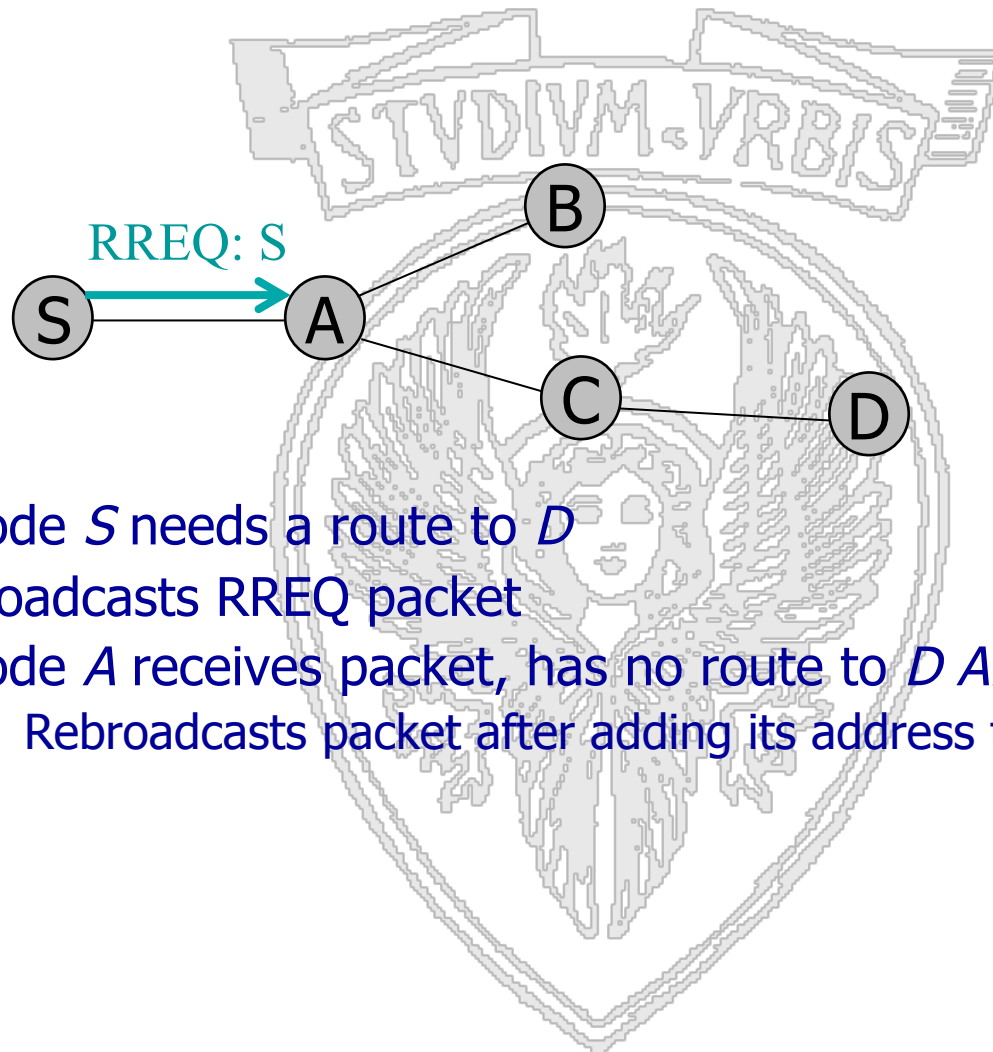 STVDIVM VRBIS
B
RREQ: S
S
A
C
D
ode S needs a route to D
oadcasts RREQ packet
ode A receives packet, has no route to D A
Rebroadcasts packet after adding its address